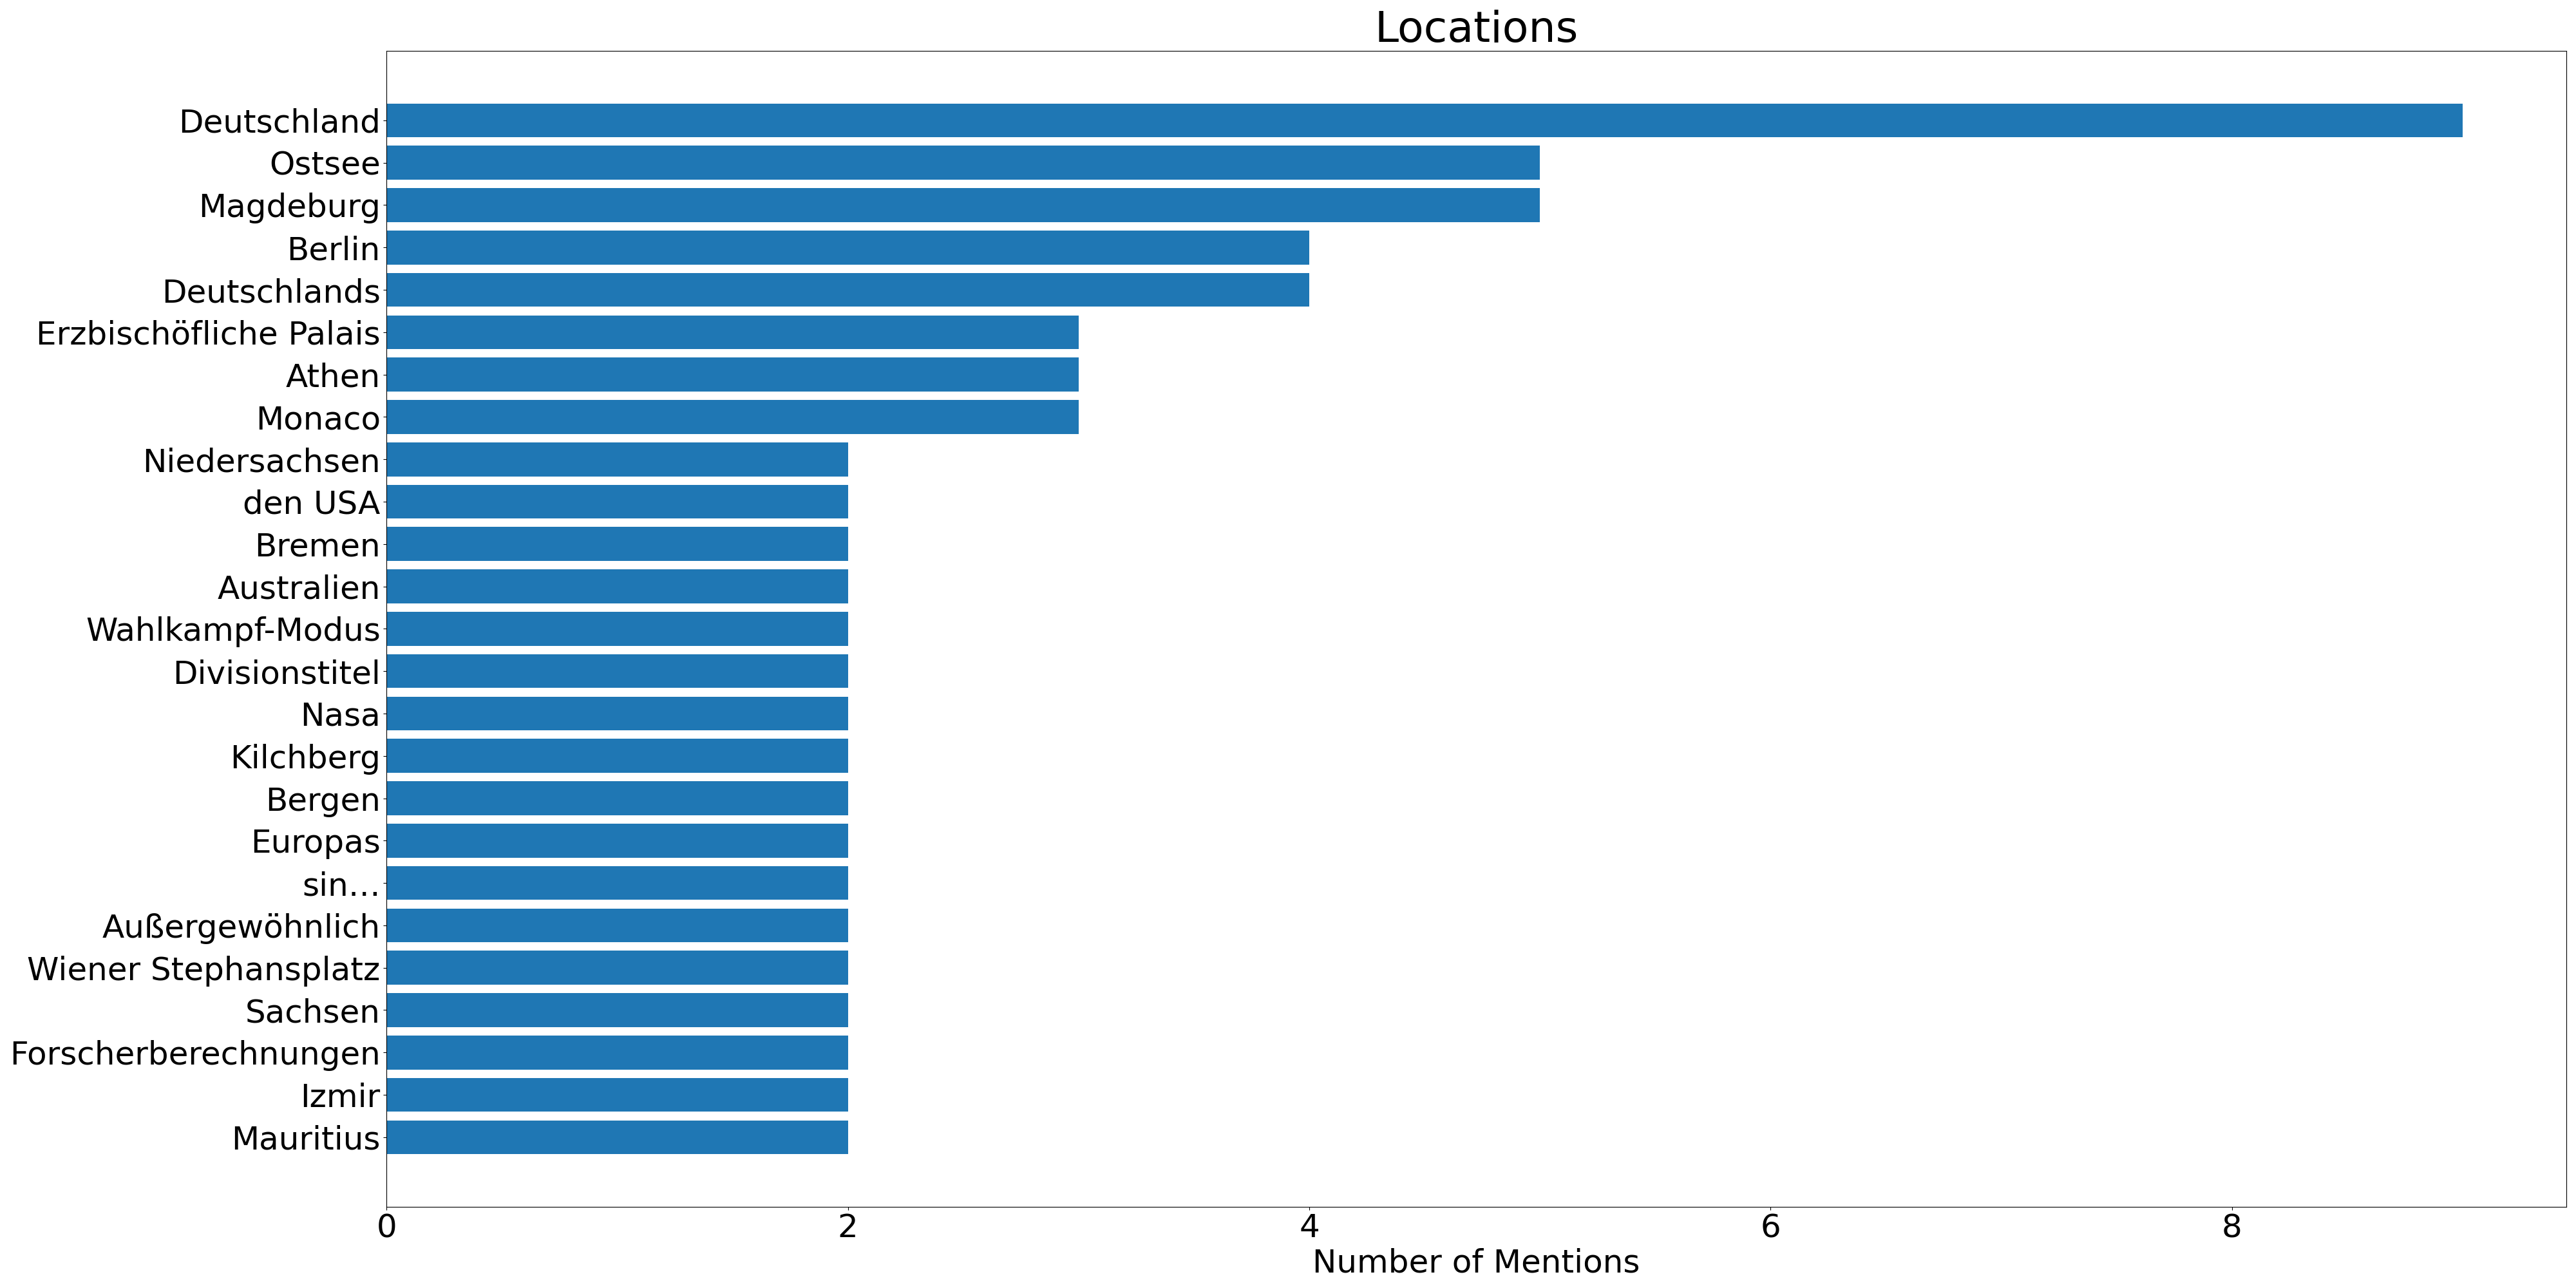 Locations
Deutschland
Ostsee
Magdeburg
Berlin
Deutschlands
Erzbischöfliche Palais
Athen
Monaco
Niedersachsen
den USA
Bremen
Australien
Wahlkampf-Modus
Divisionstitel
Nasa
Kilchberg
Bergen
Europas
sin…
Außergewöhnlich
Wiener Stephansplatz
Sachsen
Forscherberechnungen
Izmir
Mauritius
0 2 4 6 8
Number of Mentions